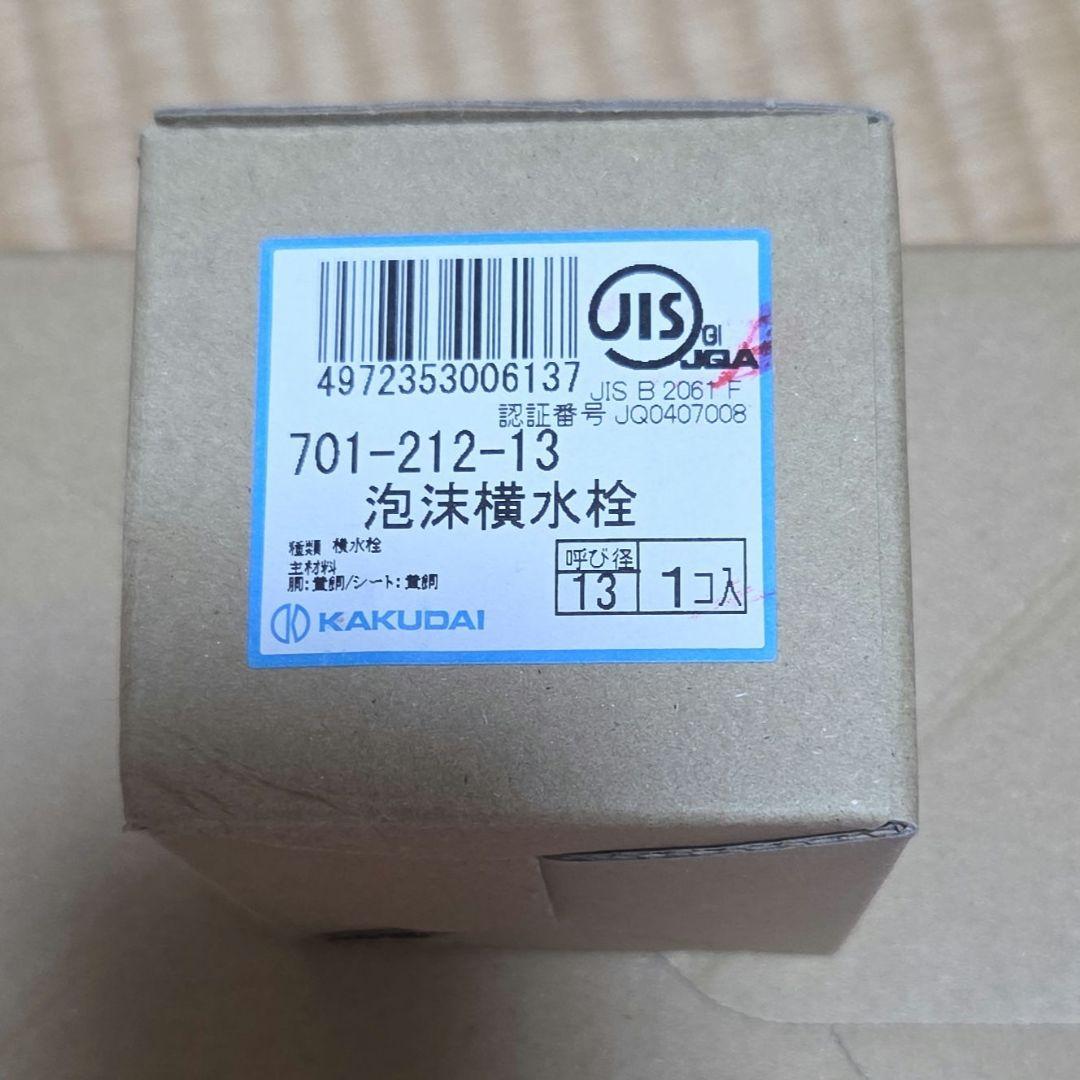 JIS
GI
JQA
4972353006137
JIS B 2061 F
認証番号 JQ0407008
701-212-13
泡沫横水栓
種類 横水栓
主材料
胴:黄銅/シート:黄銅
呼び径
13
1コ入
KAKUDAI